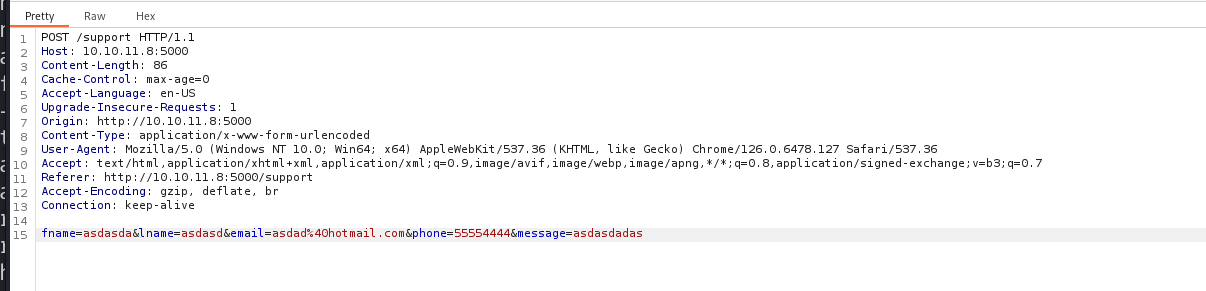 Pretty Raw Hex
1 POST /support HTTP/1.1
2 Host: 10.10.11.8:5000
3 Content-Length: 86
4 Cache-Control: max-age=0
5 Accept-Language: en-US
6 Upgrade-Insecure-Requests: 1
7 Origin: http://10.10.11.8:5000
8 Content-Type: application/x-www-form-urlencoded
9 User-Agent: Mozilla/5.0 (Windows NT 10.0; Win64; x64) AppleWebKit/537.36 (KHTML, like Gecko) Chrome/126.0.6478.127 Safari/537.36
10 Accept: text/html,application/xhtml+xml,application/xml;q=0.9,image/avif,image/webp,image/apng,*/*;q=0.8,application/signed-exchange;v=b3;q=0.7
11 Referer: http://10.10.11.8:5000/support
12 Accept-Encoding: gzip, deflate, br
13 Connection: keep-alive
14
15 fname=asdasda&lname=asdasd&email=asdad%40hotmail.com&phone=55554444&message=asdasdadas